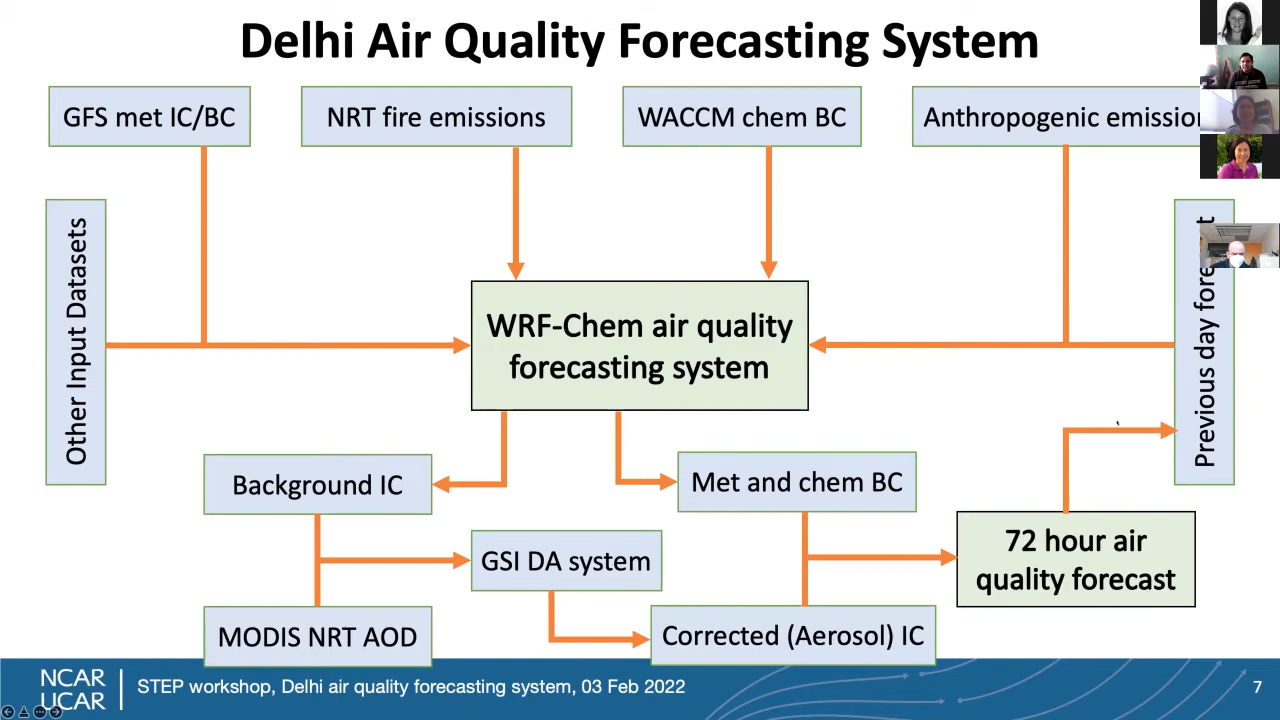 Delhi Air Quality Forecasting System
GFS met IC/BC
NRT fire emissions
WACCM chem BC
Anthropogenic emission
Other Input Datasets
WRF-Chem air quality
forecasting system
Previous day
Background IC
Met and chem BC
GSI DA system
72 hour air
quality forecast
MODIS NRT AOD
Corrected (Aerosol) IC
NCAR
UCAR
STEP workshop, Delhi air quality forecasting system, 03 Feb 2022
7